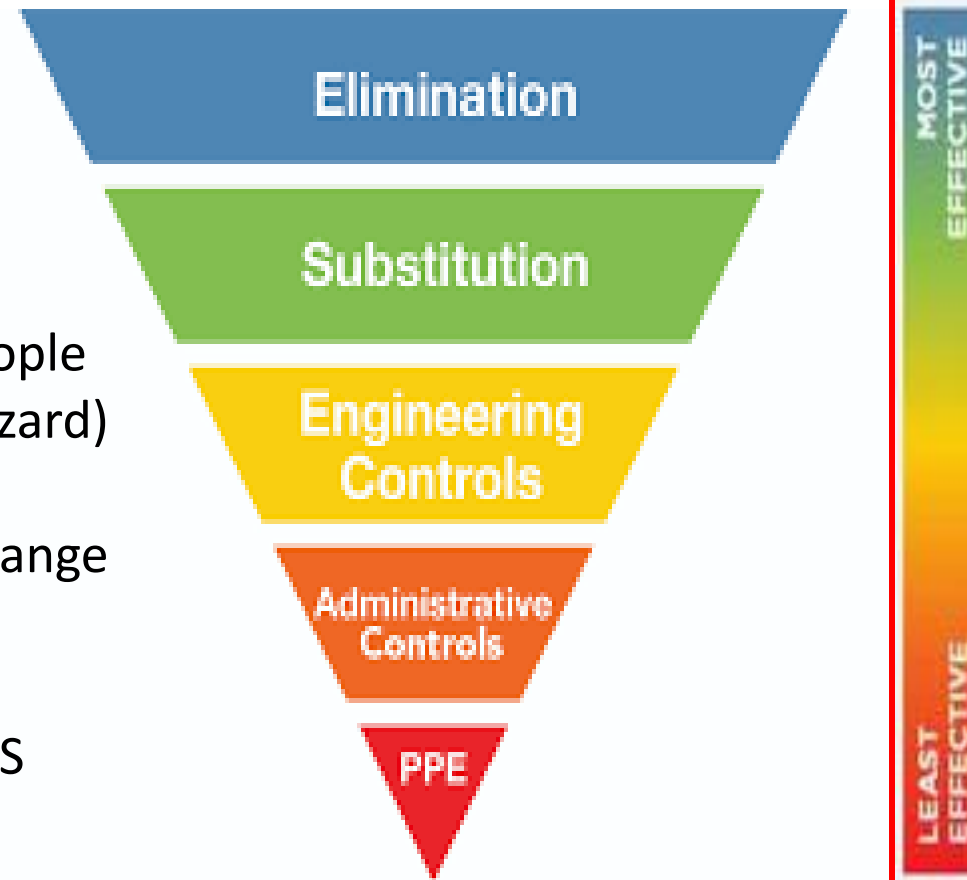 Elimination
Substitution
ople
zard)
Engineering
Controls
ange
Administrative
Controls
S
PPE
MOST
EFFECTIVE
LEAST
EFFECTIVE